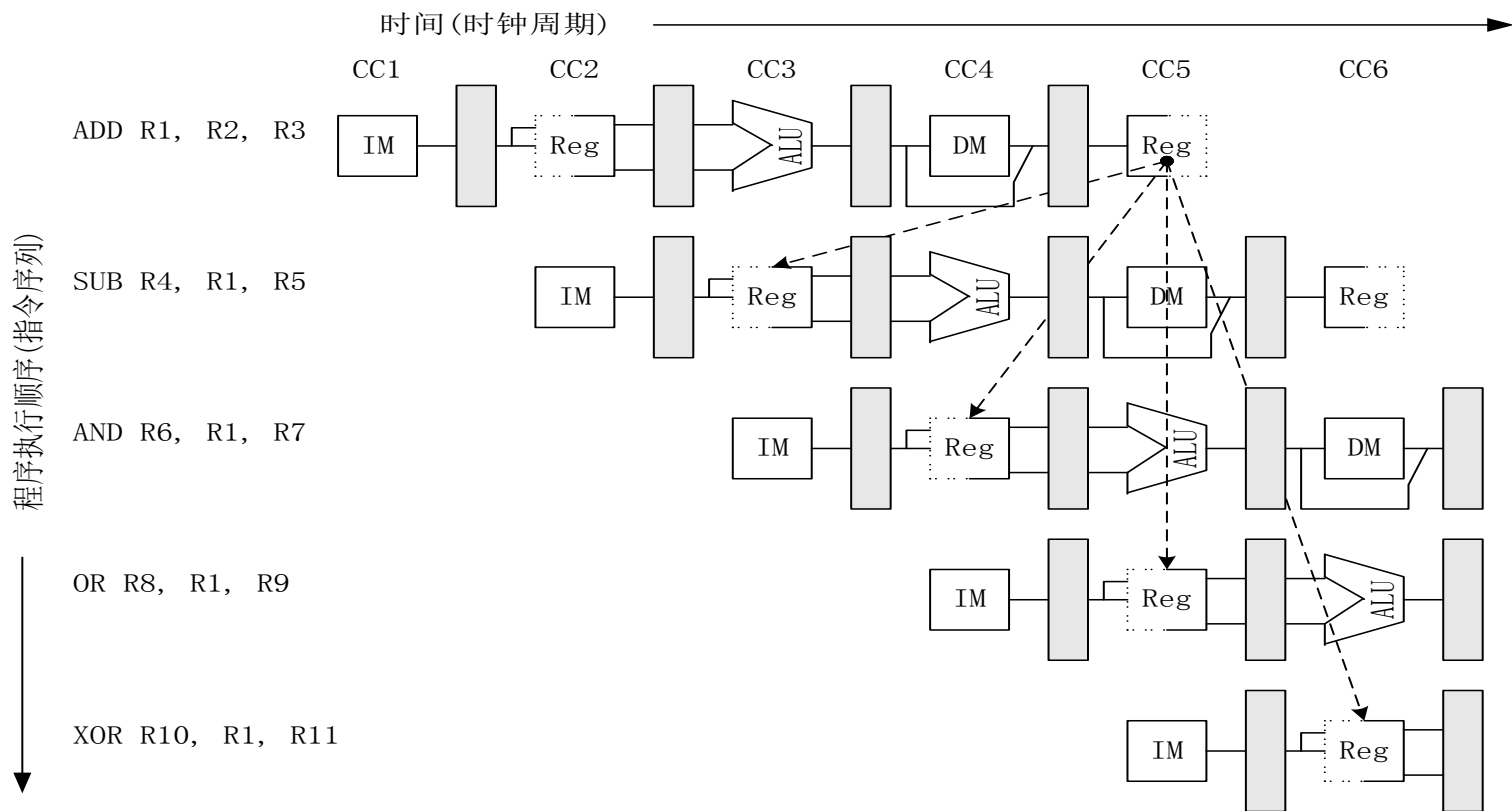 时间(时钟周期)
CC1 CC2 CC3 CC4 CC5 CC6
ADD R1, R2, R3
IM Reg ALU DM Reg
SUB R4, R1, R5
IM Reg ALU DM Reg
AND R6, R1, R7
IM Reg ALU DM
OR R8, R1, R9
IM Reg ALU
XOR R10, R1, R11
IM Reg
程序执行顺序(指令序列)